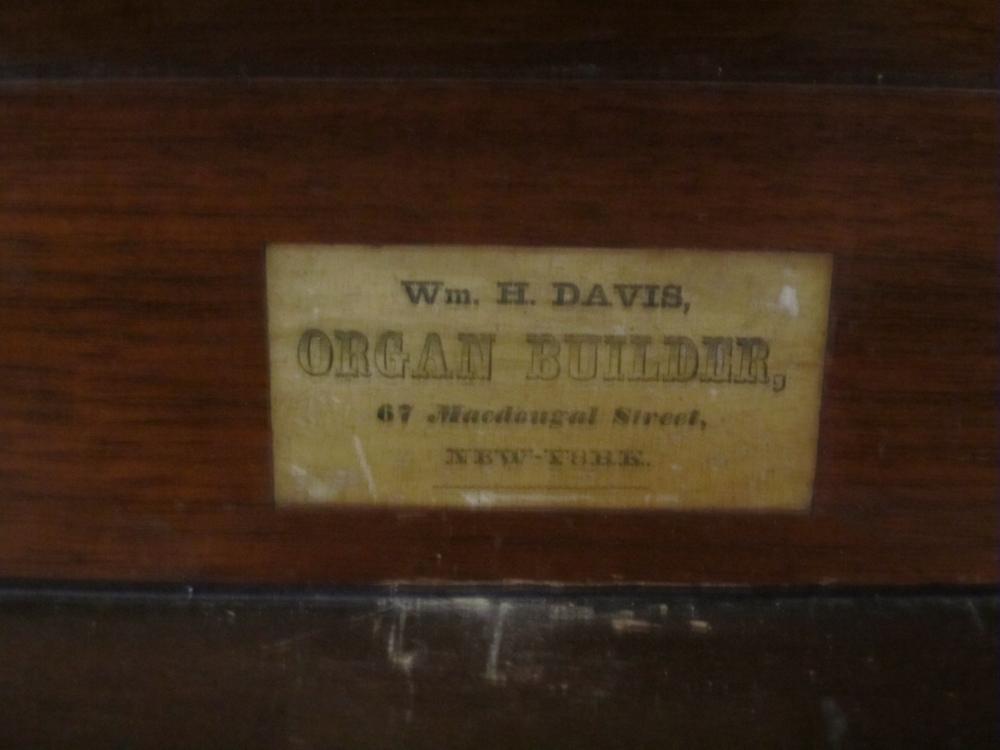 Wm. H. DAVIS,
ORGAN BUILDER,
67 Macdougal Street,
NEW-YORK.